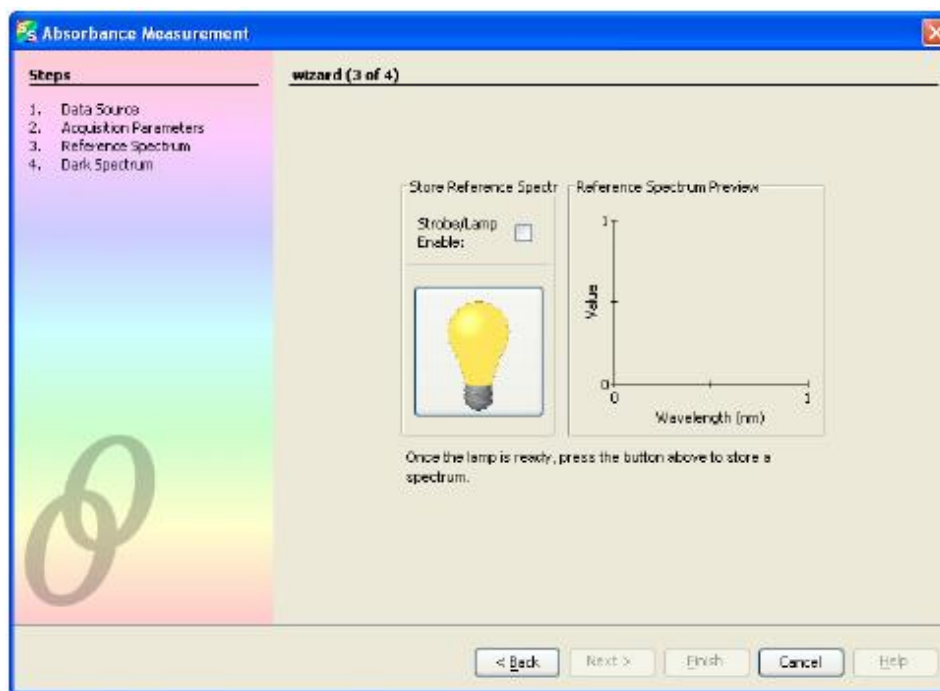 Absorbance Measurement
Steps
1. Data Source
2. Acquisition Parameters
3. Reference Spectrum
4. Dark Spectrum
wizard (3 of 4)
Store Reference Spectr
Strobe/Lamp
Enable:
Reference Spectrum Preview
1
Value
0
0
1
Wavelength (nm)
Once the lamp is ready, press the button above to store a
spectrum.
< Back
Next >
Finish
Cancel
Help